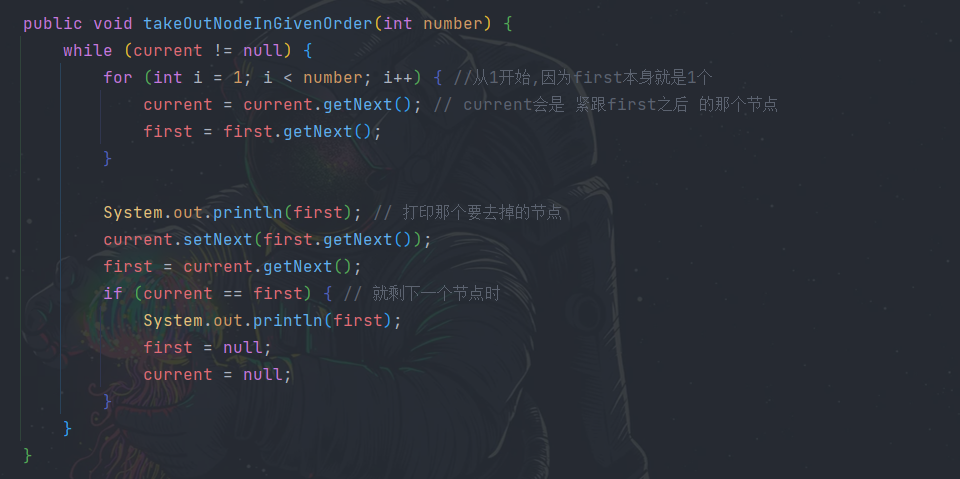 public void takeOutNodeInGivenOrder(int number) {
    while (current != null) {
        for (int i = 1; i < number; i++) { //从1开始,因为first本身就是1个
            current = current.getNext(); // current会是 紧跟first之后 的那个节点
            first = first.getNext();
        }

        System.out.println(first); // 打印那个要去掉的节点
        current.setNext(first.getNext());
        first = current.getNext();
        if (current == first) { // 就剩下一个节点时
            System.out.println(first);
            first = null;
            current = null;
        }
    }
}